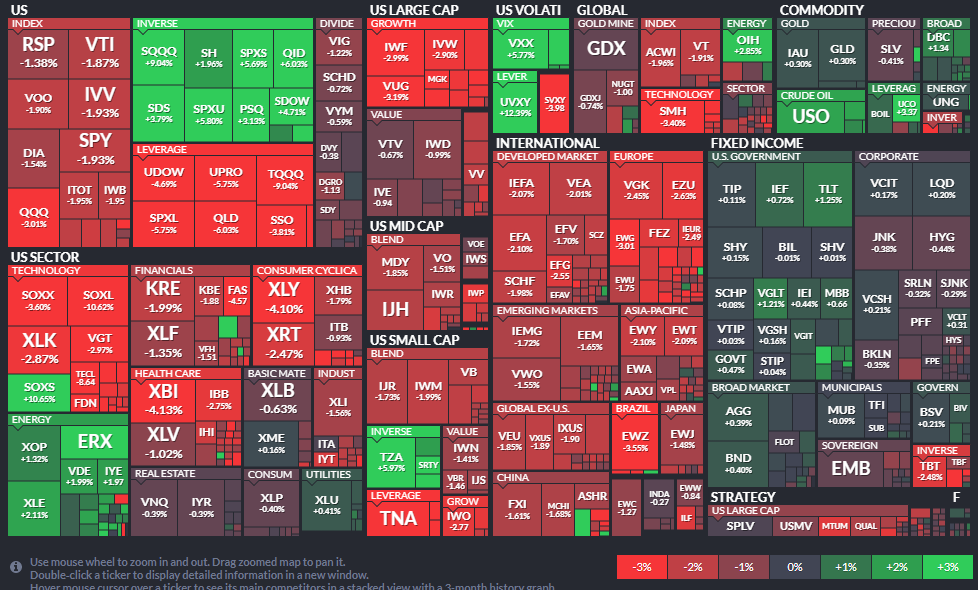 US
INDEX
RSP
-1.38%
VTI
-1.87%
VOO
-1.90%
IVV
-1.93%
DIA
-1.54%
SPY
-1.93%
QQQ
-3.01%
ITOT
-1.95%
IWB
-1.95
INVERSE
SQQQ
+9.04%
SH
+1.96%
SPXS
+5.69%
QID
+6.03%
SDS
+3.79%
SPXU
+5.80%
PSQ
+3.13%
SDOW
+4.71%
LEVERAGE
UDOW
-4.69%
UPRO
-5.75%
TQQQ
-9.04%
SPXL
-5.75%
QLD
-6.03%
SSO
-3.81%
DIVIDE
VIG
-1.22%
SCHD
-0.72%
VYM
-0.59%
DVY
-0.38
DGRO
-1.13
SDY
US LARGE CAP
GROWTH
IWF
-2.99%
IVW
-2.90%
VUG
-3.19%
MGK
VALUE
VTV
-0.67%
IWD
-0.99%
IVE
-0.94
VV
US MID CAP
BLEND
MDY
-1.85%
VO
-1.51%
IJH
IWR
VOE
IWS
IWP
US SMALL CAP
BLEND
IJR
-1.73%
IWM
-1.99%
VB
INVERSE
TZA
+5.97%
SRTY
VALUE
IWN
-1.41%
VBR
-1.46
IJS
LEVERAGE
TNA
GROW
IWO
-2.77
US VOLATI
VIX
VXX
+5.77%
LEVER
UVXY
+12.39%
SVXY
-2.98
GLOBAL
GOLD MINE
GDX
GDXJ
-0.74%
NUGT
-1.00
INDEX
ACWI
-1.96%
VT
-1.91%
TECHNOLOGY
SMH
-3.40%
ENERGY
OIH
+2.85%
SECTOR
COMMODITY
GOLD
IAU
+0.30%
GLD
+0.30%
PRECIOU
SLV
-0.41%
BROAD
DBC
+1.34
CRUDE OIL
USO
LEVERAG
BOIL
UCO
+3.37
ENERGY
UNG
INVER
INTERNATIONAL
DEVELOPED MARKET
IEFA
-2.07%
VEA
-2.01%
EFA
-2.10%
EFV
-1.70%
SCZ
SCHF
-1.98%
EFG
-2.55
EFAV
EUROPE
VGK
-2.45%
EZU
-2.63%
EWG
-3.01
FEZ
IEUR
-2.49
EWU
-1.75
EMERGING MARKETS
IEMG
-1.72%
EEM
-1.65%
VWO
-1.55%
ASIA-PACIFIC
EWY
-2.10%
EWT
-2.09%
EWA
AAXJ
VPL
GLOBAL EX-U.S.
VEU
-1.85%
VXUS
-1.89
IXUS
-1.90
BRAZIL
EWZ
-3.55%
JAPAN
EWJ
-1.48%
CHINA
FXI
-1.61%
MCHI
-1.68%
ASHR
EWC
-1.27
INDA
-0.27
EWW
-0.84
ILF
FIXED INCOME
U.S. GOVERNMENT
TIP
+0.11%
IEF
+0.72%
TLT
+1.25%
SHY
+0.15%
BIL
-0.01%
SHV
+0.01%
SCHP
+0.08%
VGLT
+1.21%
IEI
+0.44%
MBB
+0.66
VTIP
+0.03%
VGSH
+0.16%
VGIT
GOVT
+0.47%
STIP
+0.04%
CORPORATE
VCIT
+0.17%
LQD
+0.20%
JNK
-0.38%
HYG
-0.44%
VCSH
+0.21%
SRLN
-0.32%
SJNK
-0.29%
PFF
VCLT
+0.31
HYS
BKLN
-0.35%
FPE
BROAD MARKET
AGG
+0.39%
BND
+0.40%
FLOT
MUNICIPALS
MUB
+0.09%
TFI
SUB
GOVERN
BSV
+0.21%
BIV
SOVEREIGN
EMB
INVERSE
TBT
-2.48%
TBF
STRATEGY
US LARGE CAP
SPLV
USMV
MTUM
QUAL
F
US SECTOR
TECHNOLOGY
SOXX
-3.60%
SOXL
-10.62%
XLK
-2.87%
VGT
-2.97%
SOXS
+10.65%
TECL
-8.64
FDN
FINANCIALS
KRE
-1.99%
KBE
-1.88
FAS
-4.57
XLF
-1.35%
VFH
-1.51
CONSUMER CYCLICA
XLY
-4.10%
XHB
-1.79%
XRT
-2.47%
ITB
-0.93%
ENERGY
XOP
+1.32%
ERX
VDE
+1.99%
IYE
+1.97
XLE
+2.11%
HEALTH CARE
XBI
-4.13%
IBB
-2.75%
XLV
-1.02%
IHI
BASIC MATE
XLB
-0.63%
XME
+0.16%
INDUST
XLI
-1.56%
ITA
IYT
REAL ESTATE
VNQ
-0.39%
IYR
-0.39%
CONSUM
XLP
-0.40%
UTILITIES
XLU
+0.41%
Use mouse wheel to zoom in and out. Drag zoomed map to pan it.
Double-click a ticker to display detailed information in a new window.
Hover mouse cursor over a ticker to see its main competitors in a stacked view with a 3-month history graph.
-3% -2% -1% 0% +1% +2% +3%